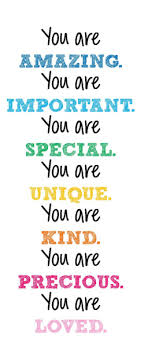 You are
AMAZING.
You are
IMPORTANT.
You are
SPECIAL.
You are
UNIQUE.
You are
KIND.
You are
PRECIOUS.
You are
LOVED.